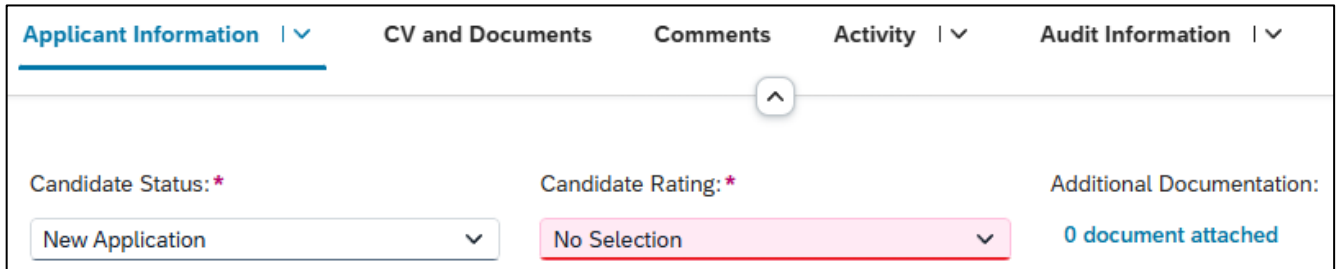 Applicant Information CV and Documents Comments Activity Audit Information
Candidate Status:* Candidate Rating:* Additional Documentation:
New Application No Selection 0 document attached